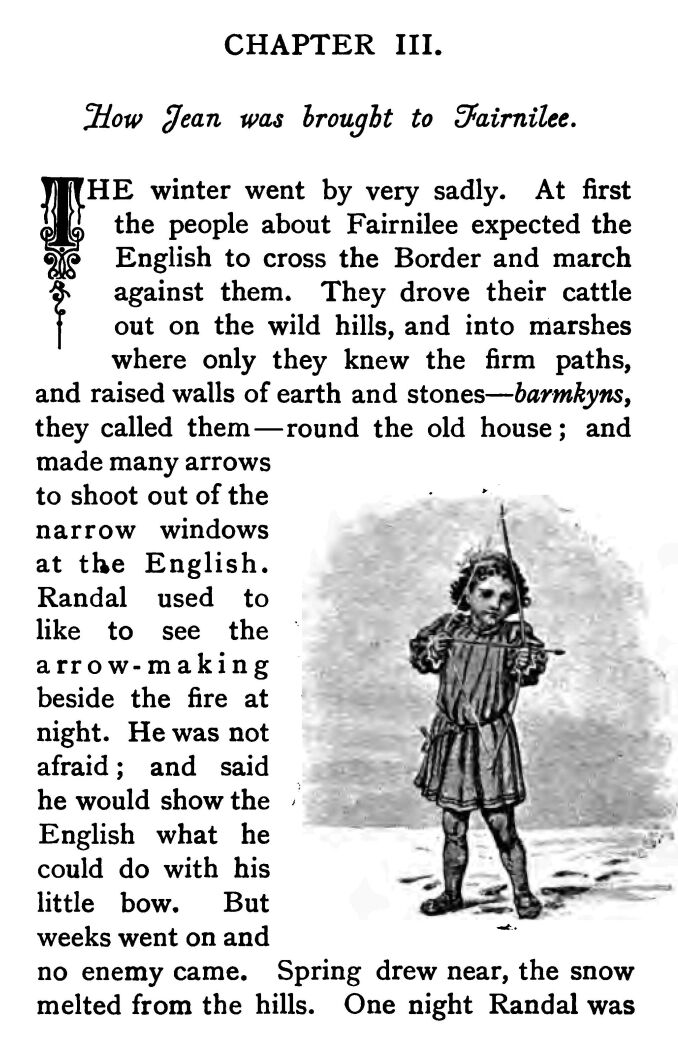 CHAPTER III.
How Jean was brought to Fairnilee.
THE winter went by very sadly. At first
the people about Fairnilee expected the
English to cross the Border and march
against them. They drove their cattle
out on the wild hills, and into marshes
where only they knew the firm paths,
and raised walls of earth and stones—barmkyns,
they called them—round the old house; and
made many arrows
to shoot out of the
narrow windows
at the English.
Randal used to
like to see the
arrow-making
beside the fire at
night. He was not
afraid; and said
he would show the
English what he
could do with his
little bow. But
weeks went on and
no enemy came. Spring drew near, the snow
melted from the hills. One night Randal was